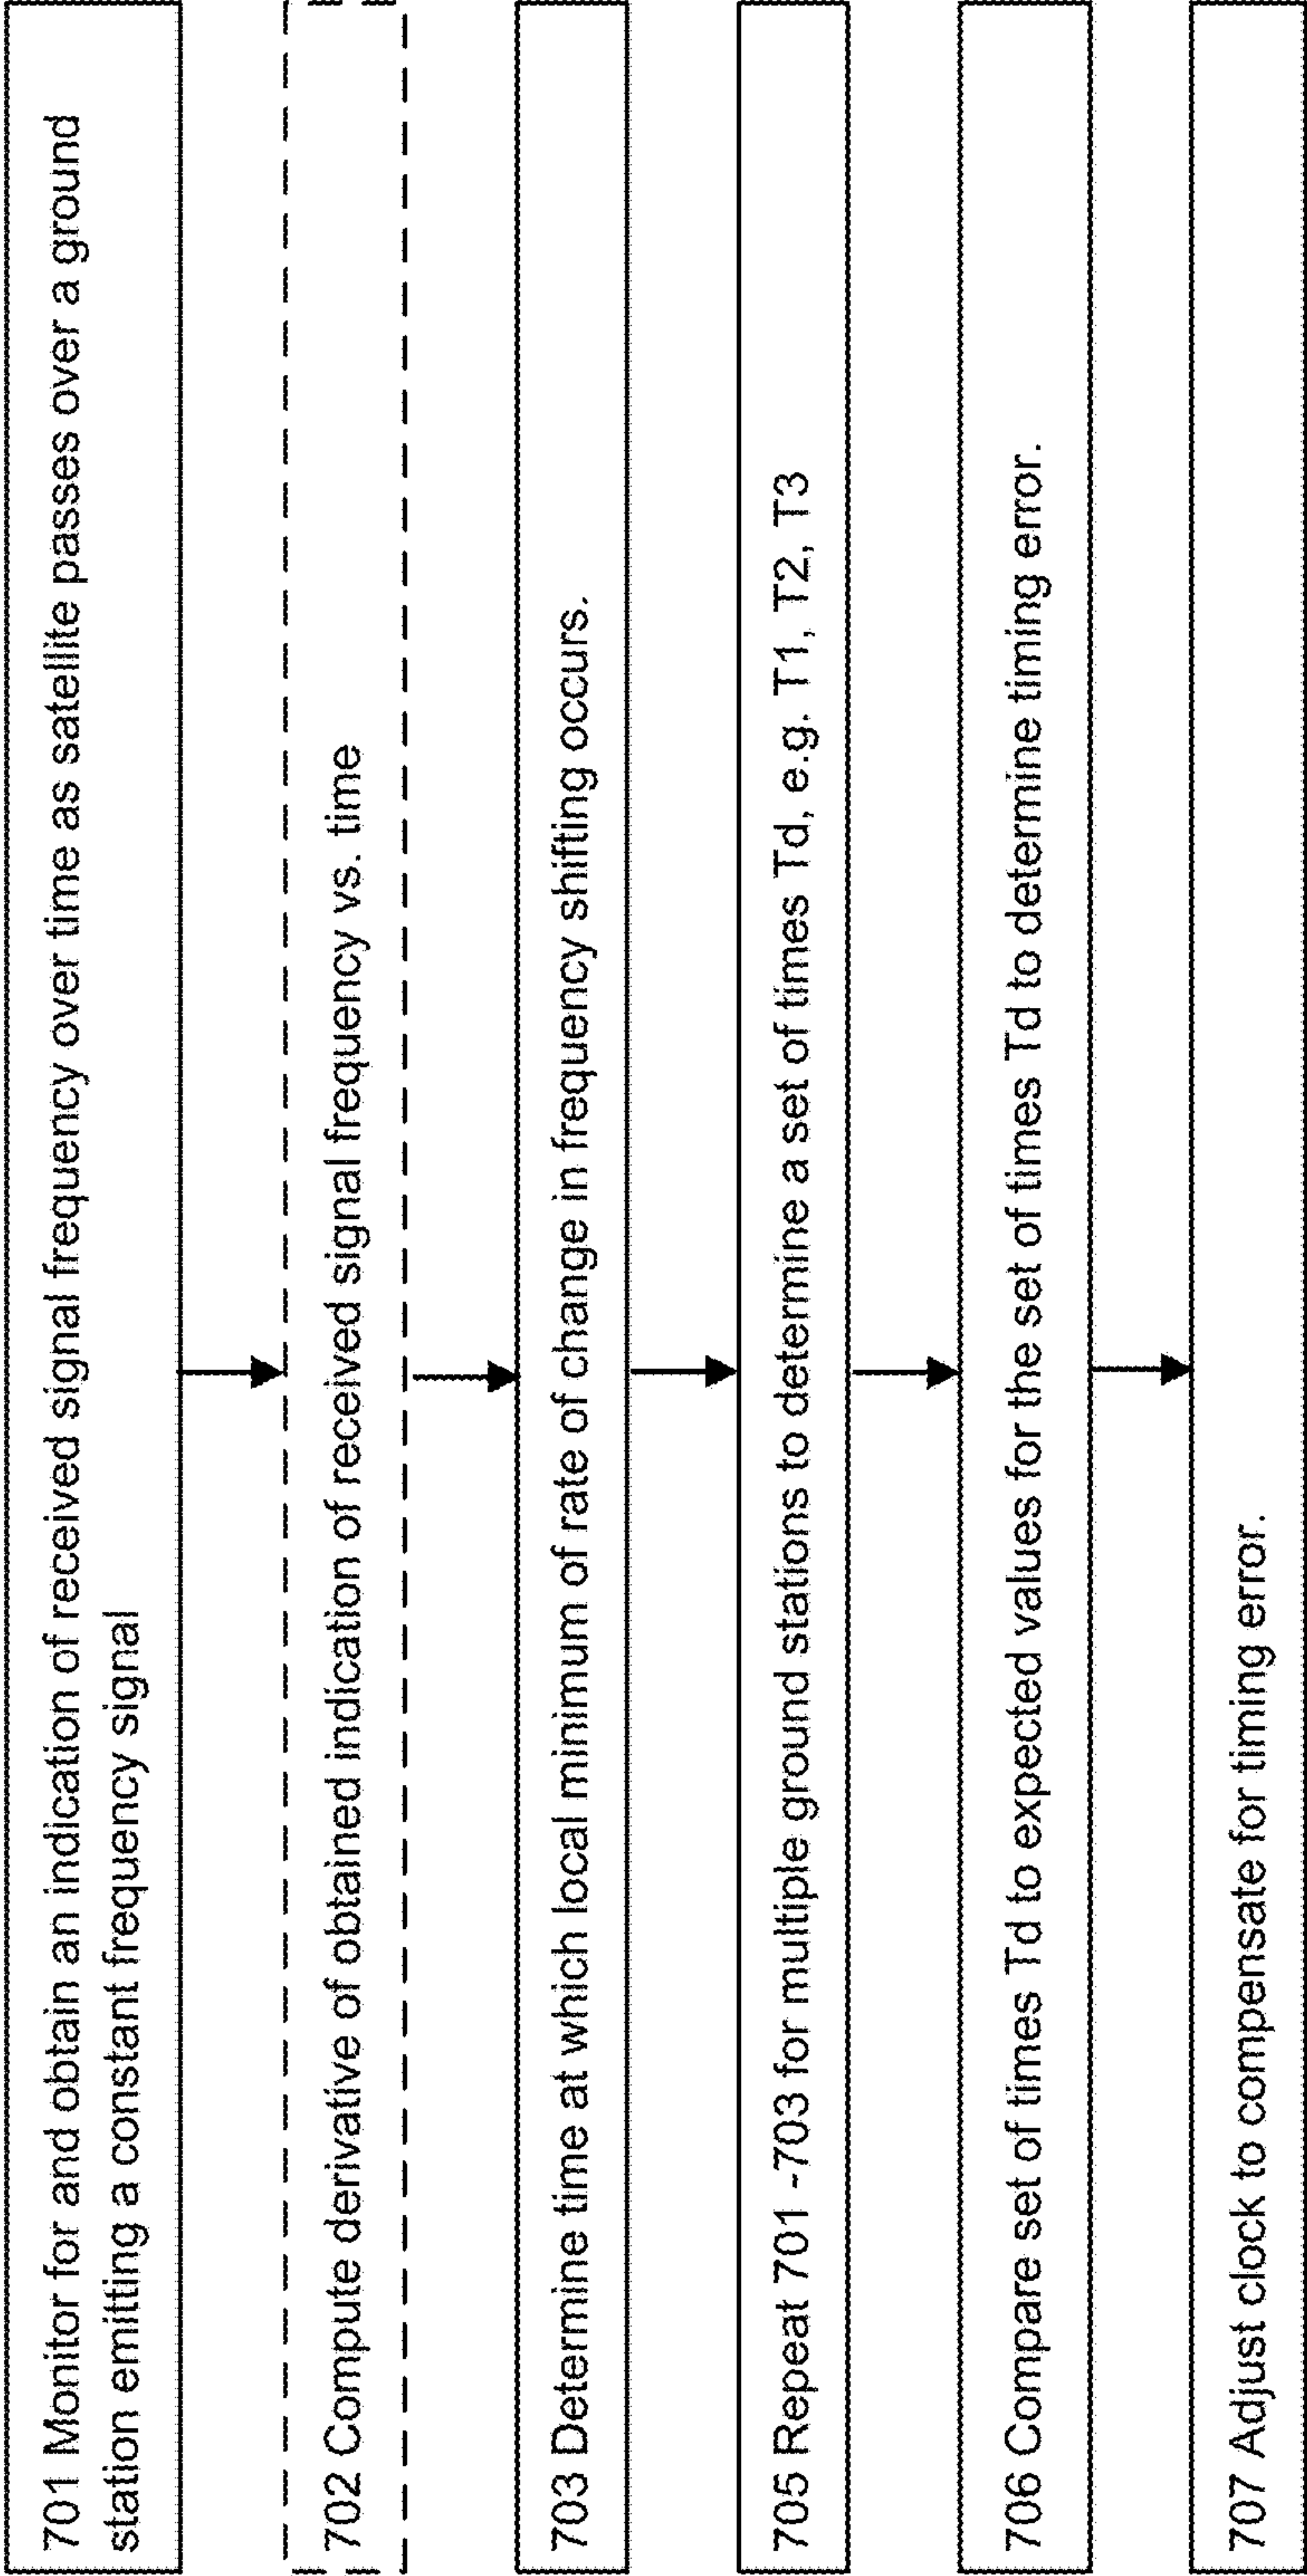 701 Monitor for and obtain an indication of received signal frequency over time as satellite passes over a ground
station emitting a constant frequency signal
702 Compute derivative of obtained indication of received signal frequency vs. time
703 Determine time at which local minimum of rate of change in frequency shifting occurs.
705 Repeat 701 -703 for multiple ground stations to determine a set of times Td, e.g. T1, T2, T3
706 Compare set of times Td to expected values for the set of times Td to determine timing error.
707 Adjust clock to compensate for timing error.